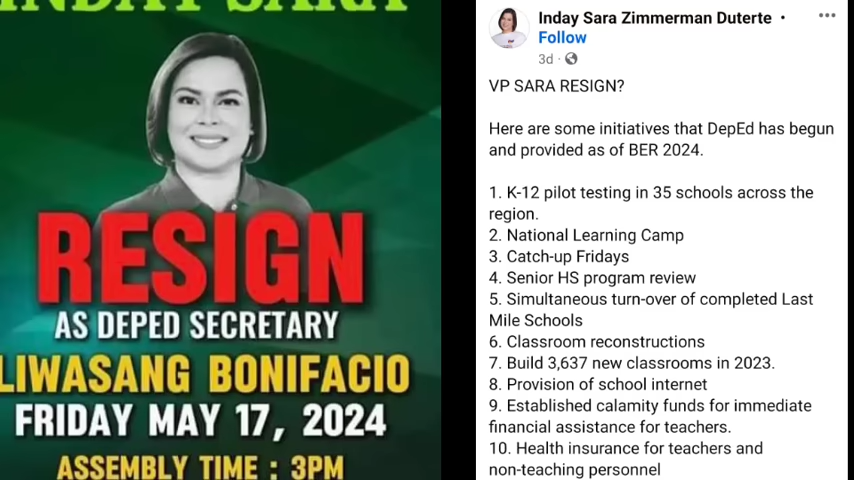 INDAY SARA
RESIGN
AS DEPED SECRETARY
LIWASANG BONIFACIO
FRIDAY MAY 17, 2024
ASSEMBLY TIME : 3PM
Inday Sara Zimmerman Duterte ·
Follow
3d ·
VP SARA RESIGN?
Here are some initiatives that DepEd has begun
and provided as of BER 2024.
1. K-12 pilot testing in 35 schools across the
region.
2. National Learning Camp
3. Catch-up Fridays
4. Senior HS program review
5. Simultaneous turn-over of completed Last
Mile Schools
6. Classroom reconstructions
7. Build 3,637 new classrooms in 2023.
8. Provision of school internet
9. Established calamity funds for immediate
financial assistance for teachers.
10. Health insurance for teachers and
non-teaching personnel